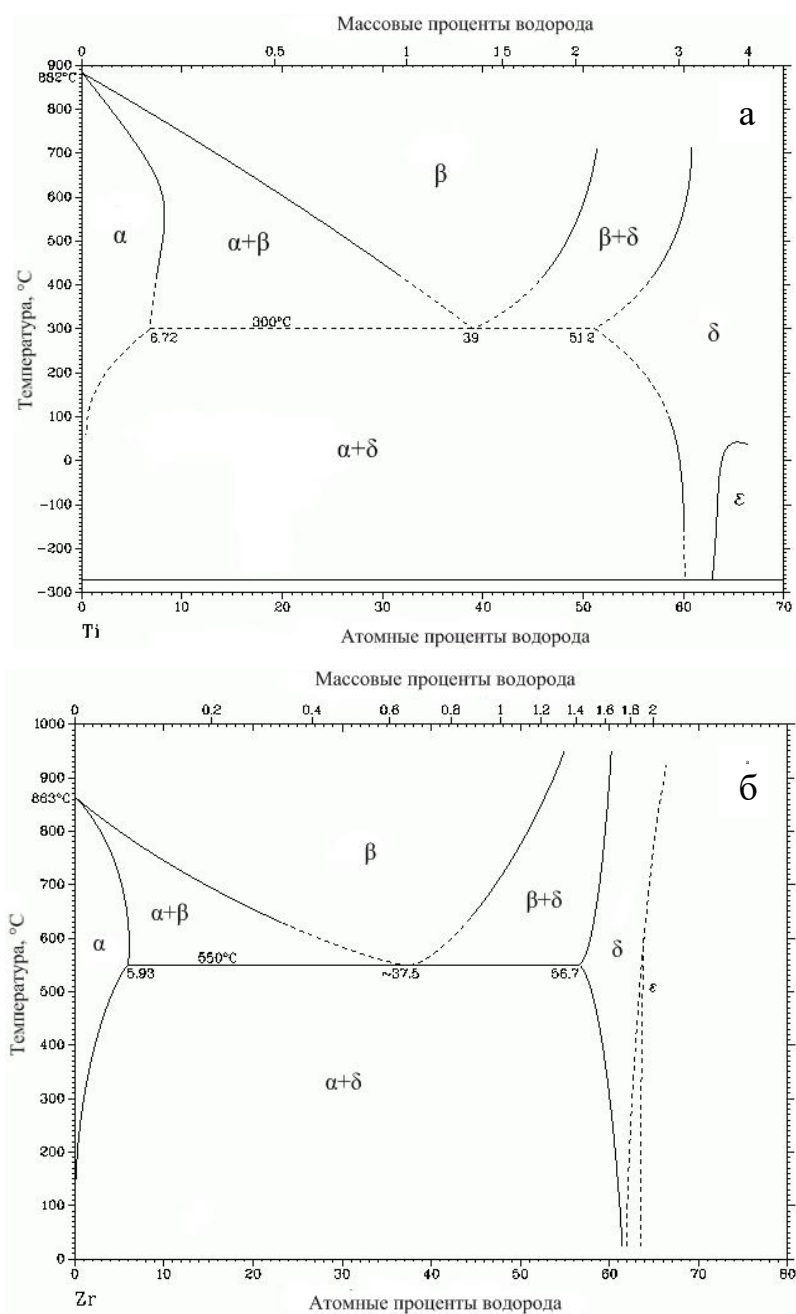 Массовые проценты водорода
0 0.5 1 1 5 2 3 4
900
882°C
а
800
700
β
600
α α+β β+δ
500
400
300
300°C
6.72 39 51 2
δ
200
100
α+δ
0
ε
-100
-200
-300
0 10 20 30 40 50 60 70
Ti
Атомные проценты водорода
Температура, °C
Массовые проценты водорода
0 0.2 0.4 0.6 0.8 1 1.2 1.4 1.6 1.8 2
1000
900
б
863°C
800
β
700
α+β β+δ
600
α δ
550°C
5.93 ~37.5 56.7
ε
500
400
α+δ
300
200
100
0
0 10 20 30 40 50 60 70 80
Zr
Атомные проценты водорода
Температура, °C